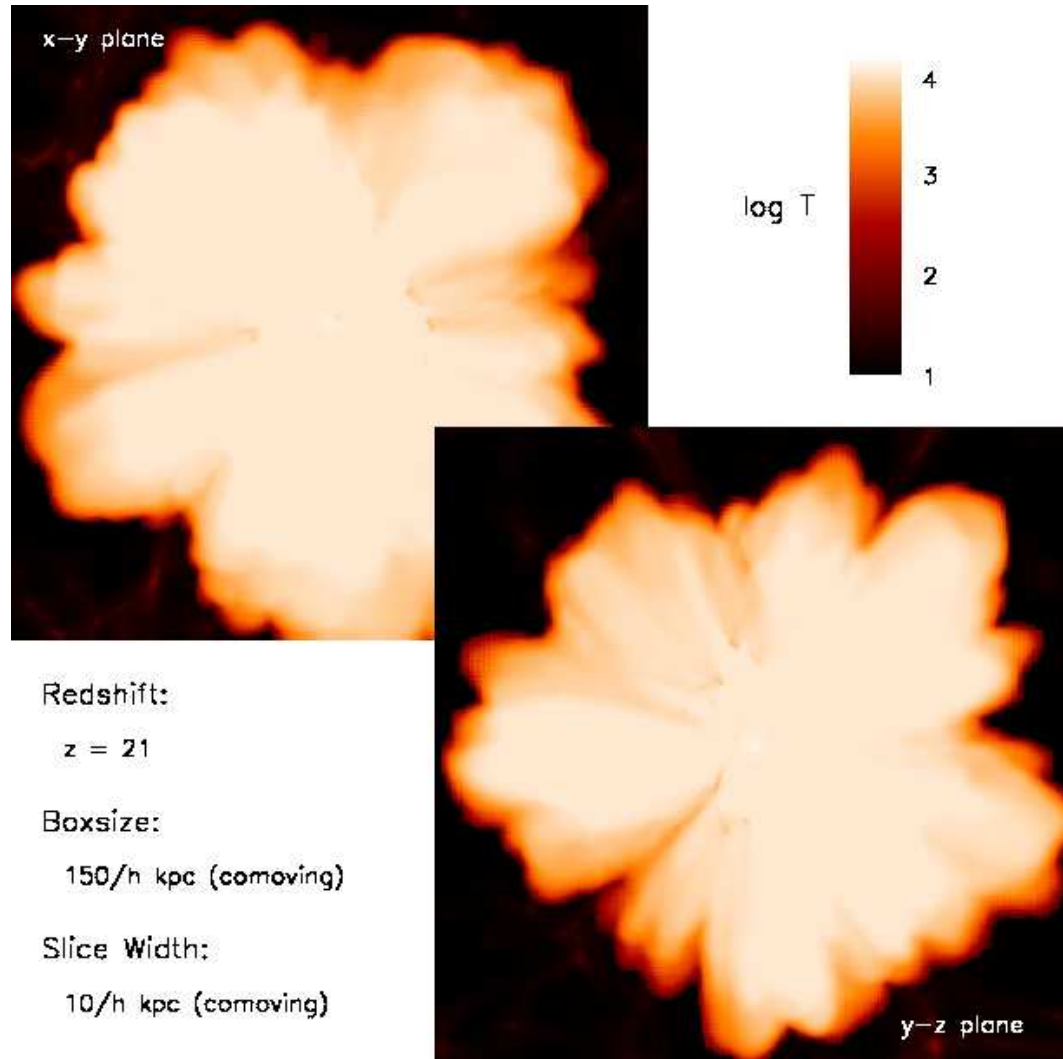 x-y plane
4
3
log T
2
1
Redshift:
z = 21
Boxsize:
150/h kpc (comoving)
Slice Width:
10/h kpc (comoving)
y-z plane